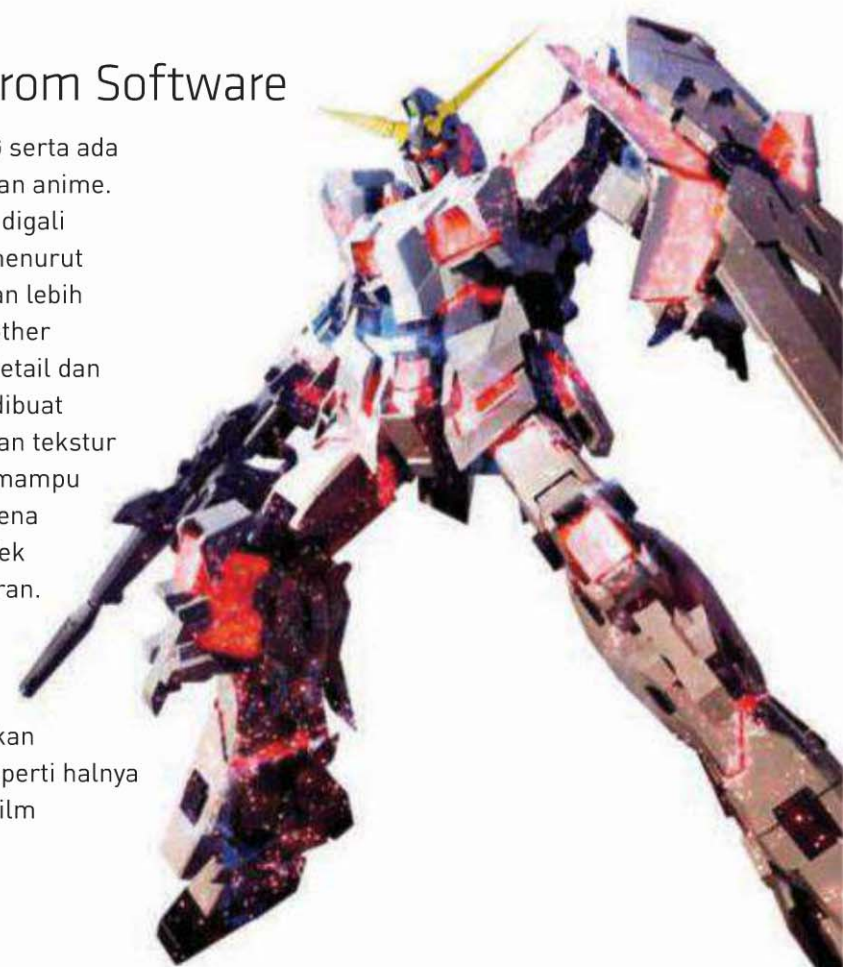 rom Software
serta ada
an anime.
digali
menurut
an lebih
ther
etail dan
dibuat
an tekstur
mampu
ena
ek
ran.
kan
perti halnya
ilm